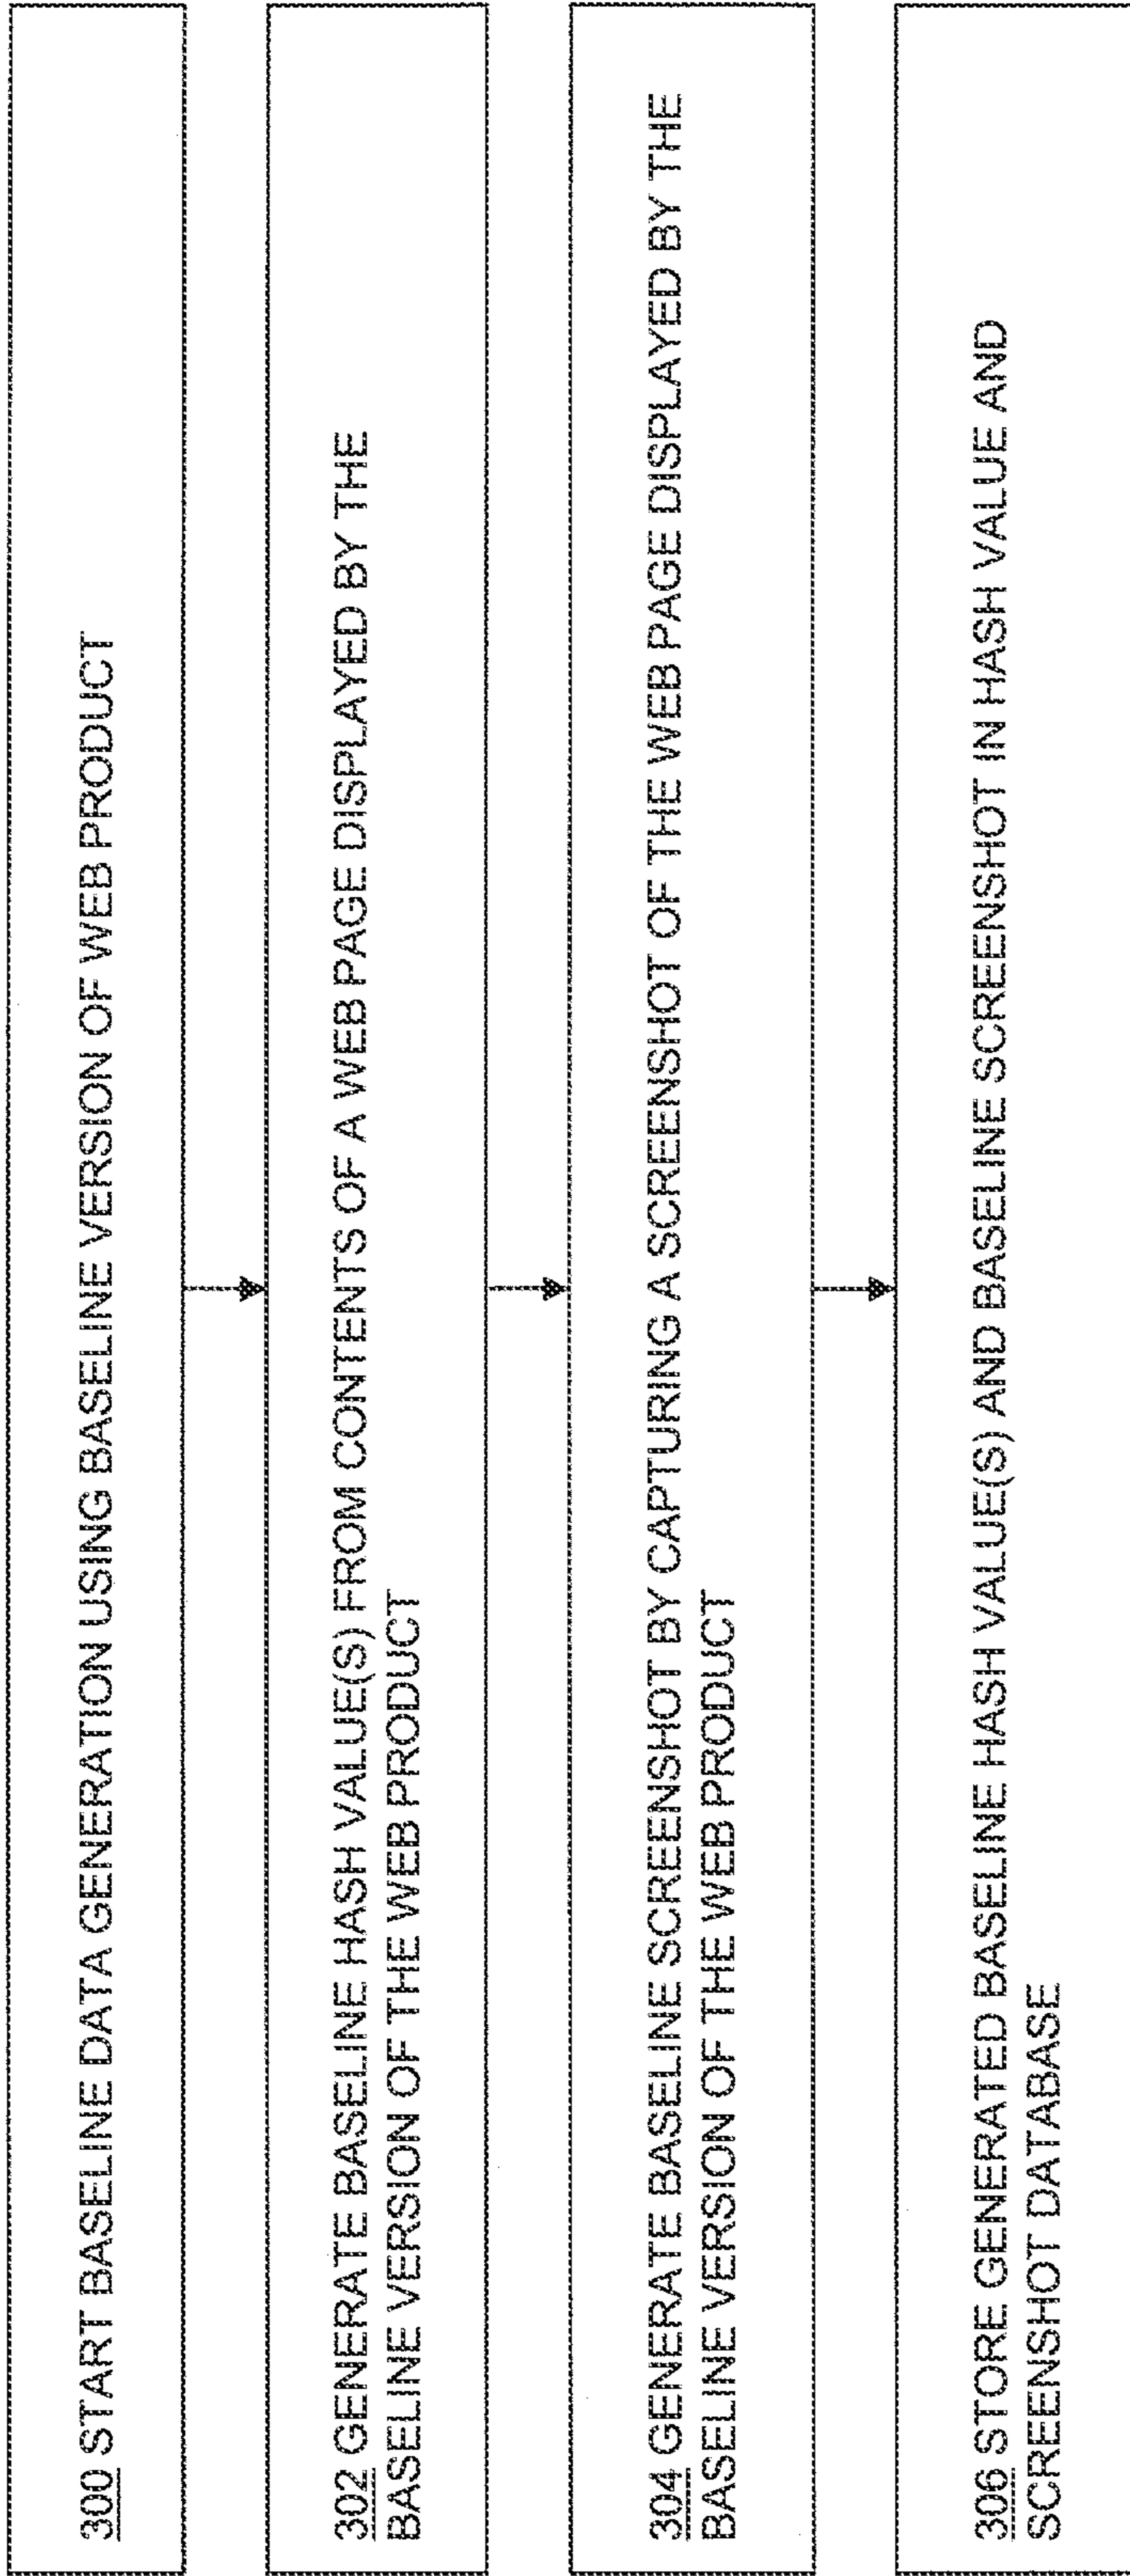 300 START BASELINE DATA GENERATION USING BASELINE VERSION OF WEB PRODUCT
302 GENERATE BASELINE HASH VALUE(S) FROM CONTENTS OF A WEB PAGE DISPLAYED BY THE
BASELINE VERSION OF THE WEB PRODUCT
304 GENERATE BASELINE SCREENSHOT BY CAPTURING A SCREENSHOT OF THE WEB PAGE DISPLAYED BY THE
BASELINE VERSION OF THE WEB PRODUCT
306 STORE GENERATED BASELINE HASH VALUE(S) AND BASELINE SCREENSHOT IN HASH VALUE AND
SCREENSHOT DATABASE